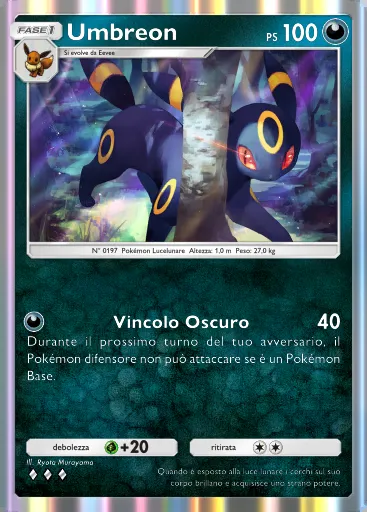 FASE 1
Umbreon
PS 100
Si evolve da Eevee
N° 0197 Pokémon Lucelunare Altezza: 1,0 m Peso: 27,0 kg
Vincolo Oscuro 40
Durante il prossimo turno del tuo avversario, il
Pokémon difensore non può attaccare se è un Pokémon
Base.
debolezza +20
ritirata
Ill. Ryota Murayama
Quando è esposto alla luce lunare i cerchi sul suo
corpo brillano e acquisisce uno strano potere.